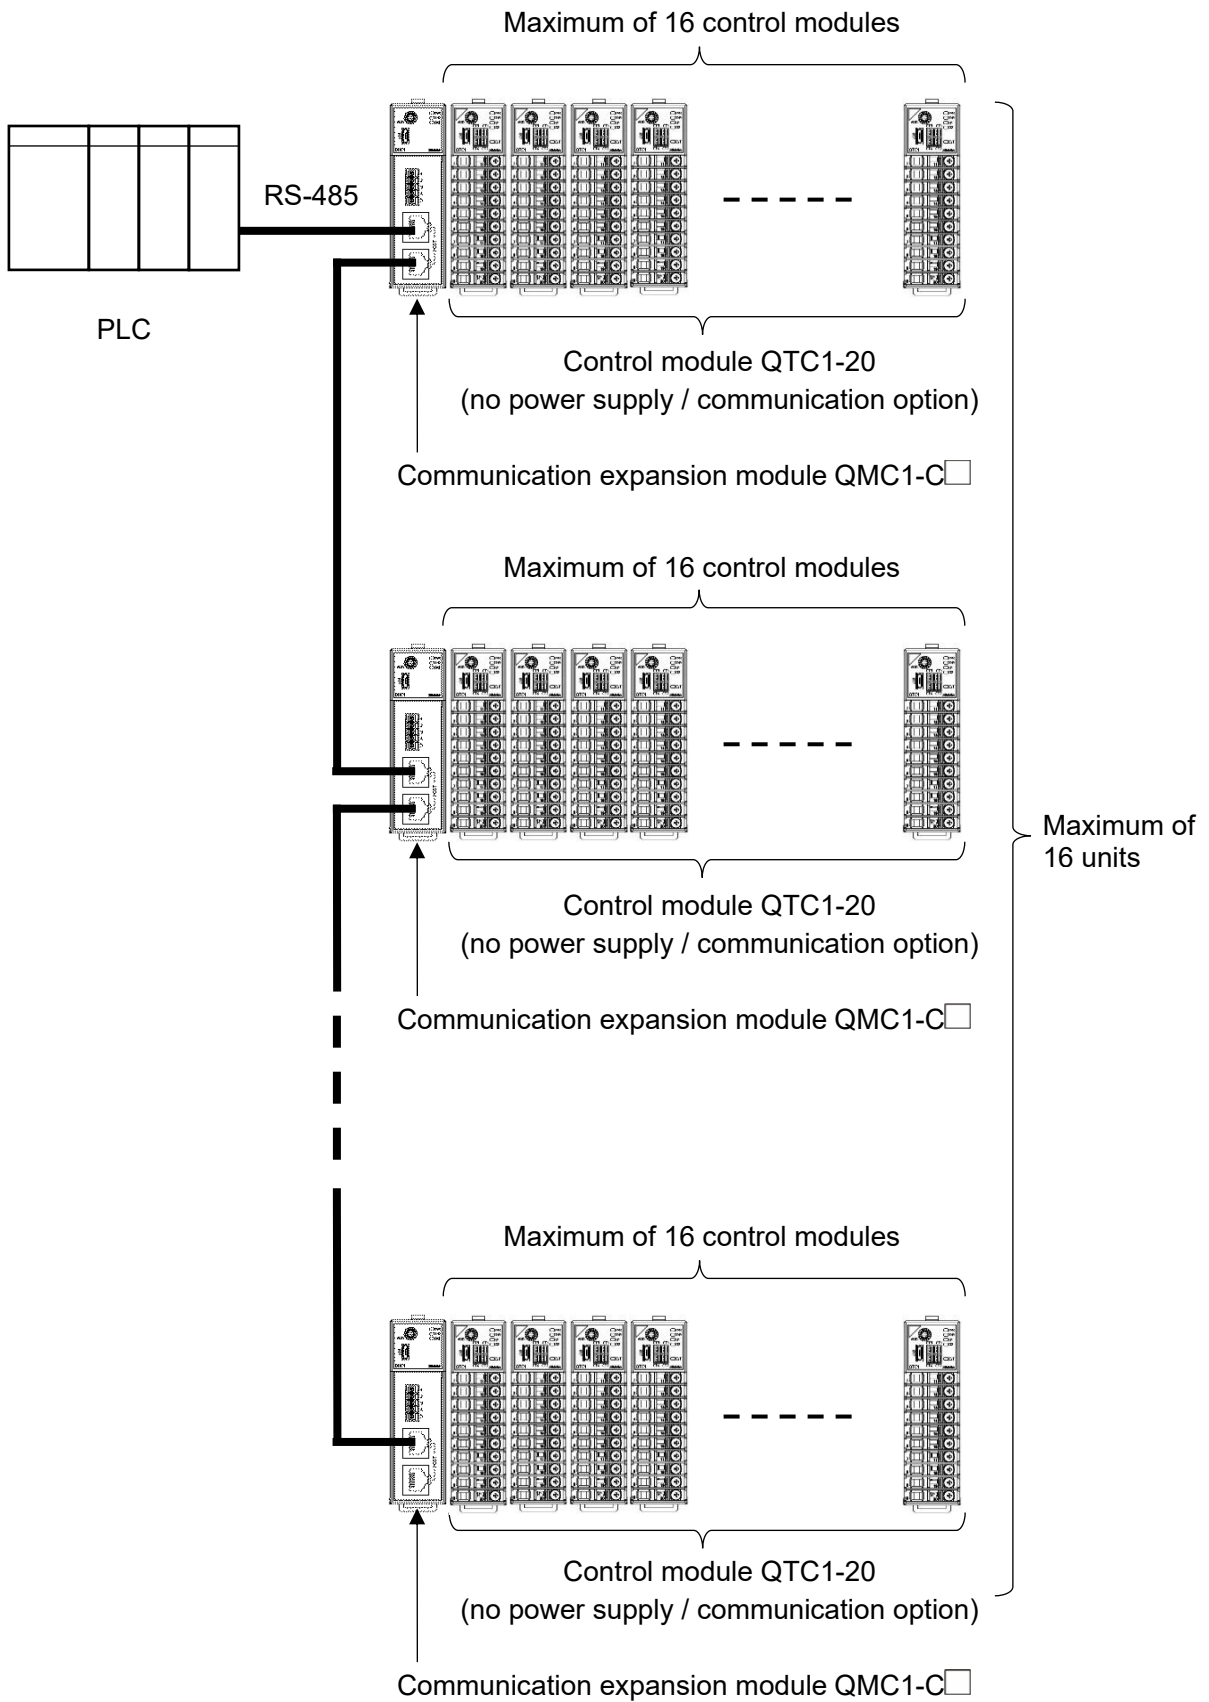 Maximum of 16 control modules
RS-485
PLC
Control module QTC1-20
(no power supply / communication option)
Communication expansion module QMC1-C□
Maximum of 16 control modules
Maximum of
16 units
Control module QTC1-20
(no power supply / communication option)
Communication expansion module QMC1-C□
Maximum of 16 control modules
Control module QTC1-20
(no power supply / communication option)
Communication expansion module QMC1-C□